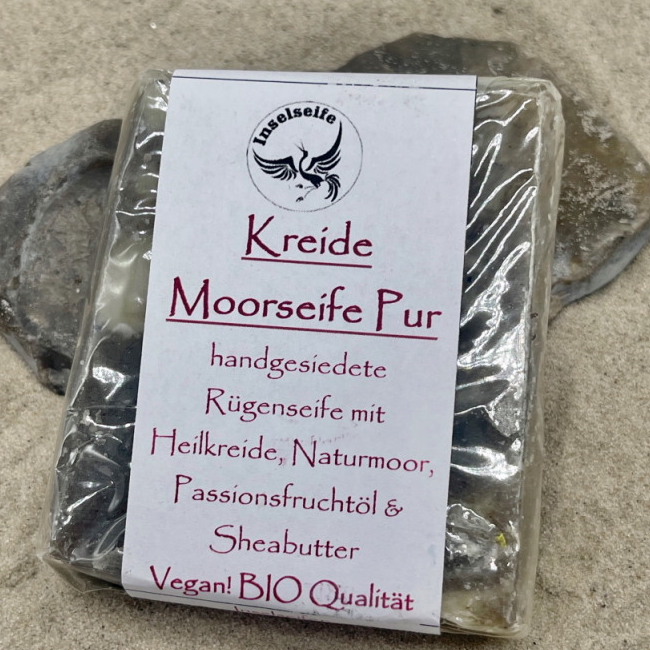 Inselseife
Kreide
Moorseife Pur
handgesiedete
Rügenseife mit
Heilkreide, Naturmoor,
Passionsfruchtöl &
Sheabutter
Vegan! BIO Qualität